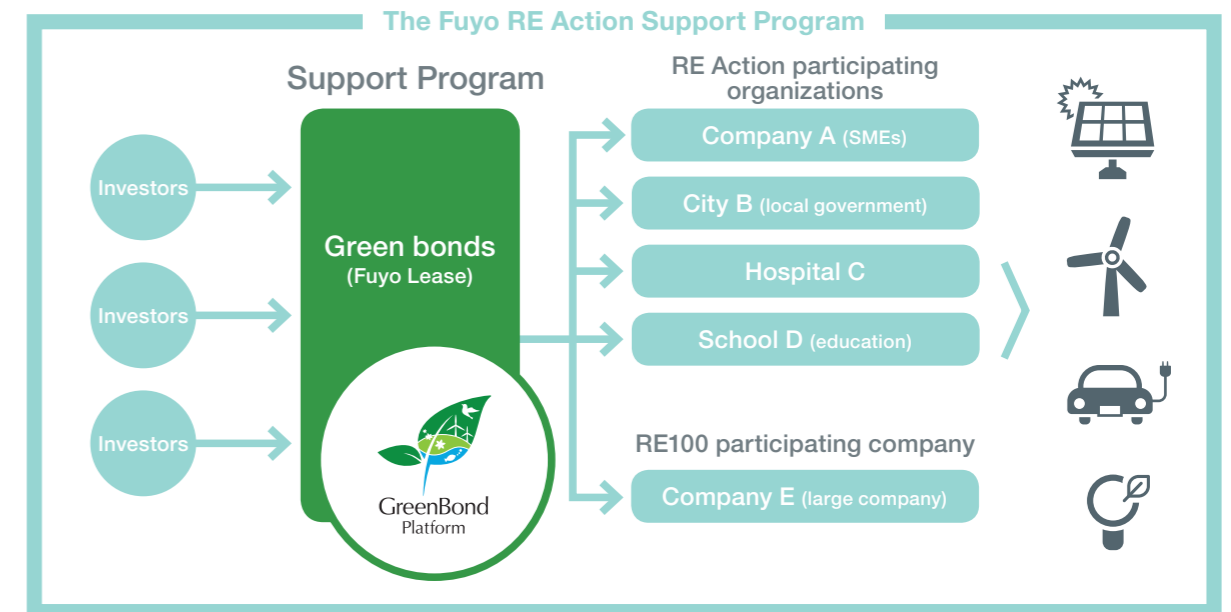 The Fuyo RE Action Support Program
Support Program
Investors
Investors
Investors
Green bonds
(Fuyo Lease)
GreenBond
Platform
RE Action participating
organizations
Company A (SMEs)
City B (local government)
Hospital C
School D (education)
RE100 participating company
Company E (large company)